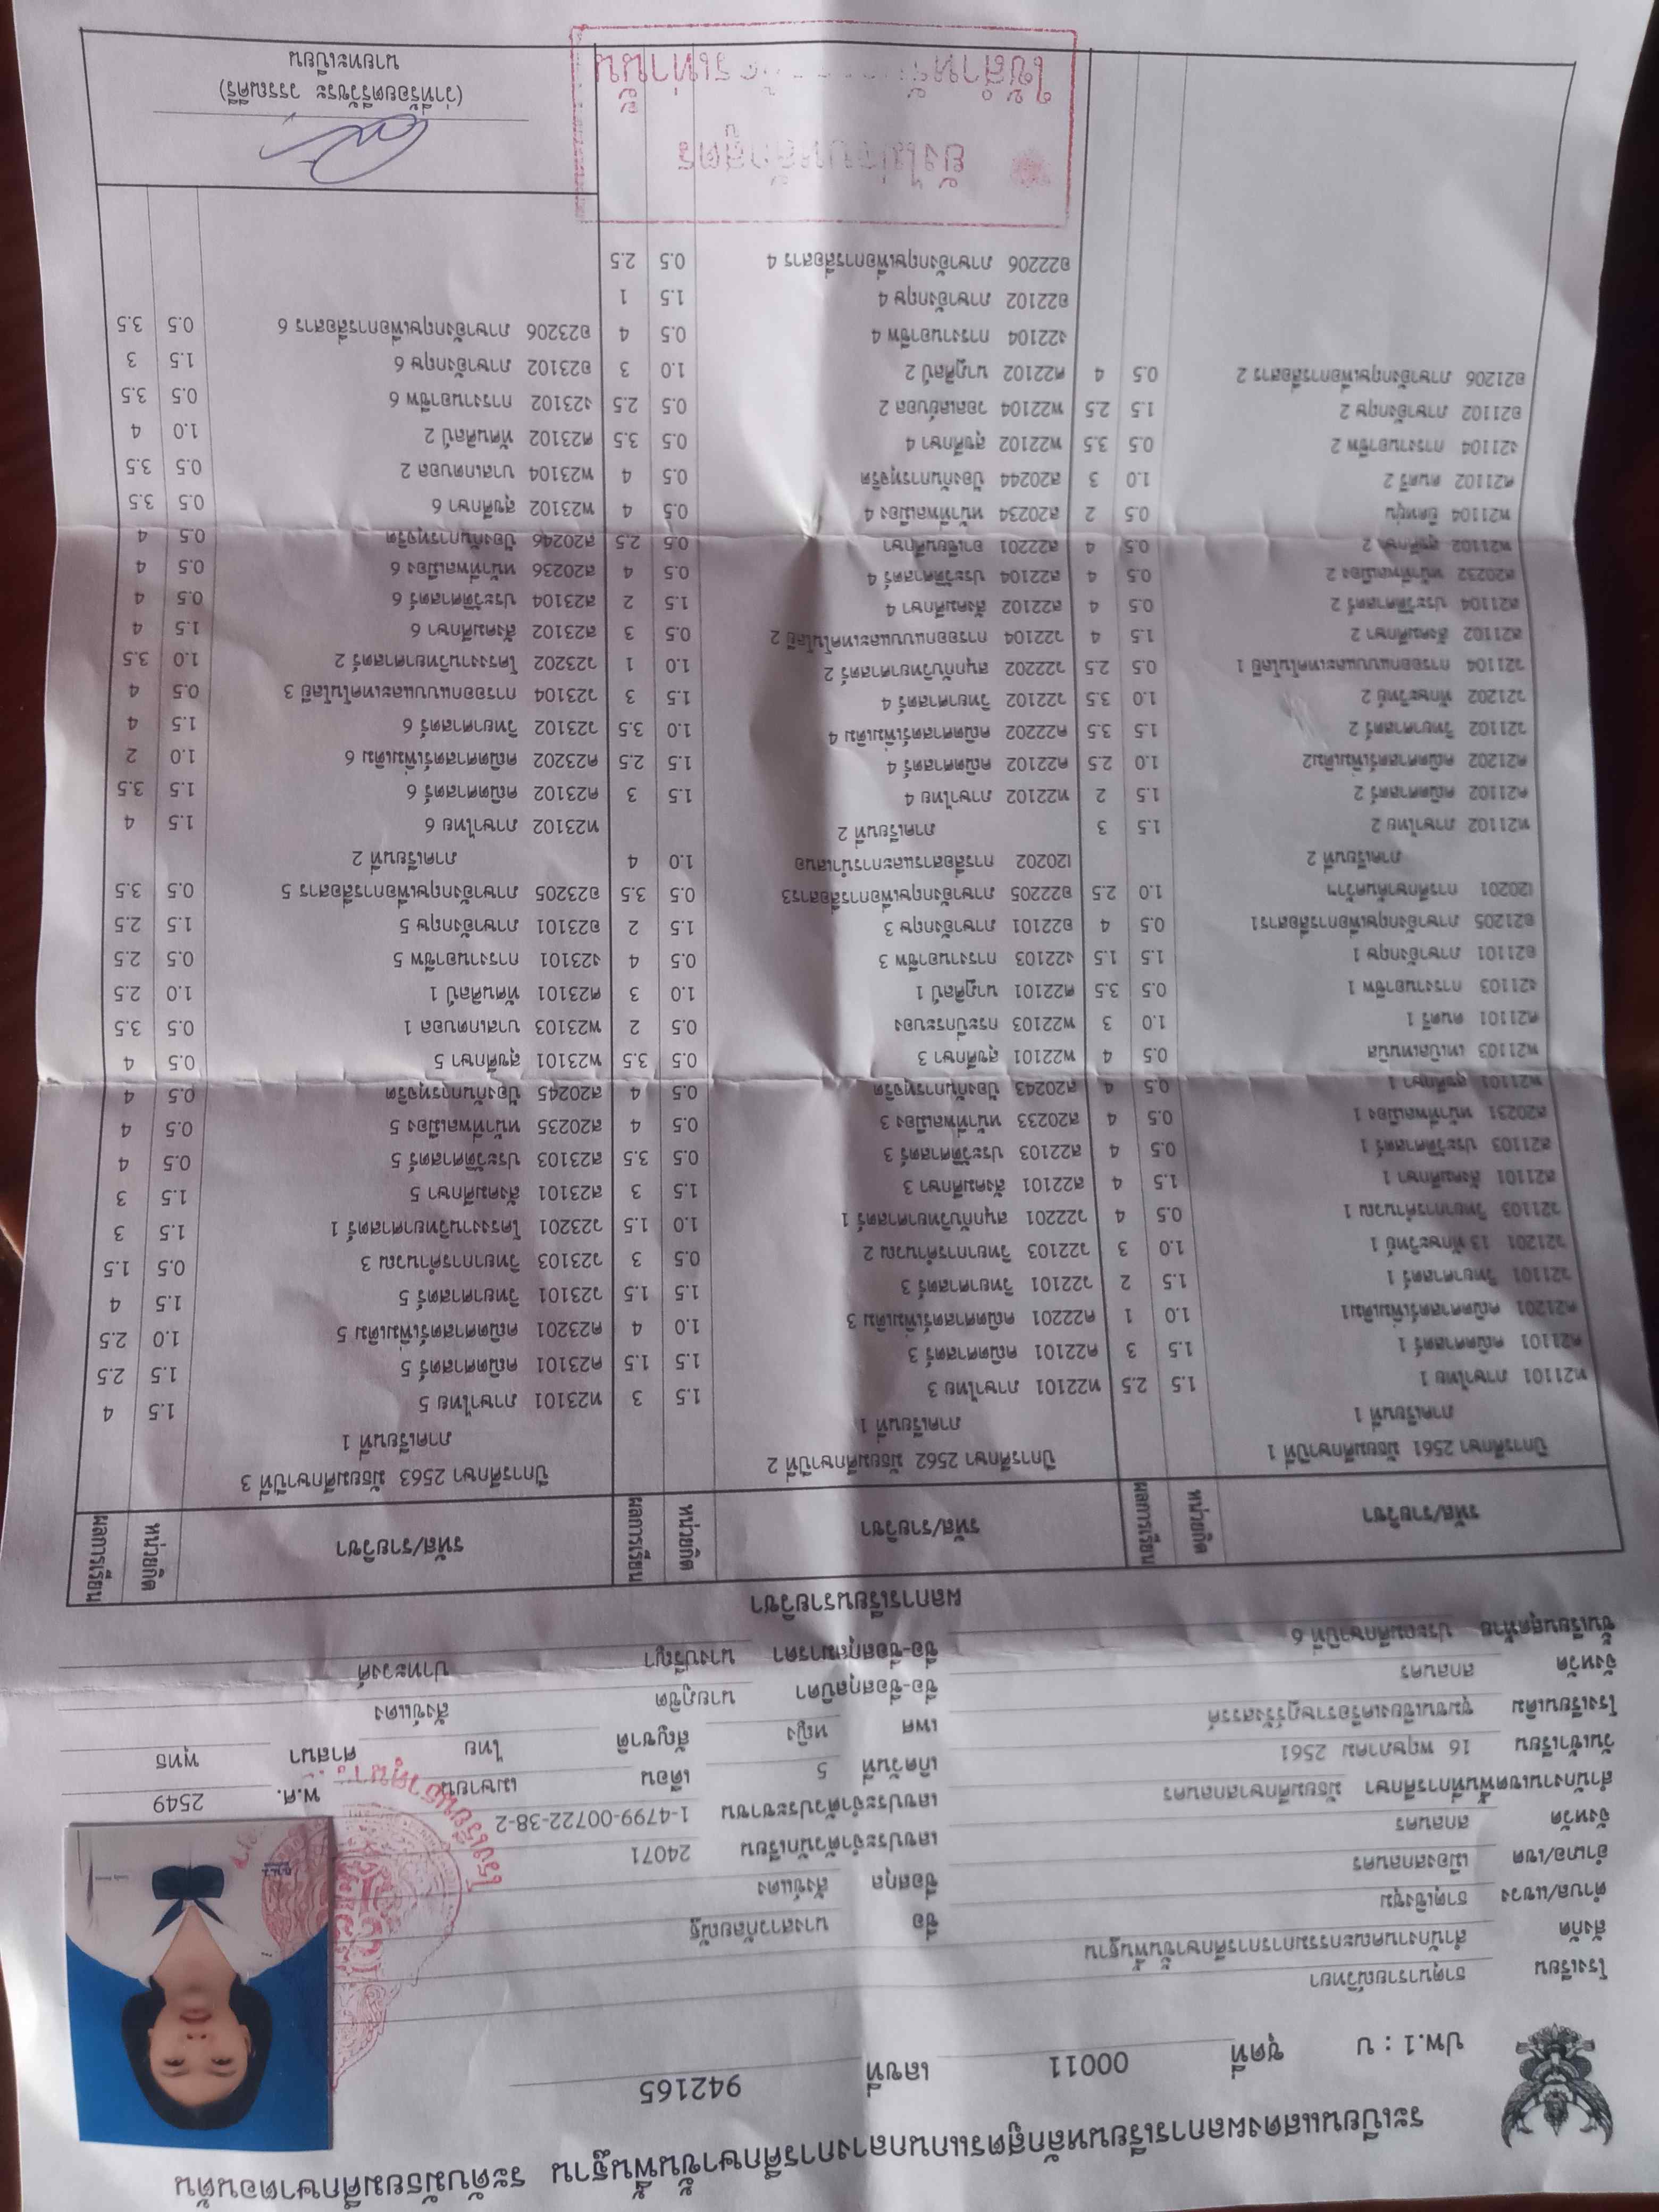 ระเบียนแสดงผลการเรียนหลักสูตรแกนกลางการศึกษาขั้นพื้นฐาน ระดับมัธยมศึกษาตอนต้น
ปพ.1 : บ ชุดที่ 00011 เลขที่ 942165
โรงเรียน ธาตุนารายณ์วิทยา
สังกัด สำนักงานคณะกรรมการการศึกษาขั้นพื้นฐาน
ตำบล/แขวง ธาตุเชิงชุม
อำเภอ/เขต เมืองสกลนคร
จังหวัด สกลนคร
สำนักงานเขตพื้นที่การศึกษา มัธยมศึกษาสกลนคร
วันเข้าเรียน 16 พฤษภาคม 2561
โรงเรียนเดิม ชุมชนเชียงเครือราษฎร์รังสรรค์
จังหวัด สกลนคร
ชั้นเรียนสุดท้าย ประถมศึกษาปีที่ 6
ชื่อ นางสาวกัลยณัฐ
ชื่อสกุล สังข์แดง
เลขประจำตัวนักเรียน 24071
เลขประจำตัวประชาชน 1-4799-00722-38-2
เกิดวันที่ 5 เดือน เมษายน พ.ศ. 2549
เพศ หญิง สัญชาติ ไทย ศาสนา พุทธ
ชื่อ-ชื่อสกุลบิดา นายภูชิต สังข์แดง
ชื่อ-ชื่อสกุลมารดา นางปริญา ปาทะวงค์
ผลการเรียนรายวิชา
รหัส/รายวิชา หน่วยกิต ผลการเรียน
ปีการศึกษา 2561 มัธยมศึกษาปีที่ 1
ภาคเรียนที่ 1
ท21101 ภาษาไทย 1 1.5 2.5
ค21101 คณิตศาสตร์ 1 1.5 3
ค21201 คณิตศาสตร์เพิ่มเติม1 1.0 1
ว21101 วิทยาศาสตร์ 1 1.5 2
ว21201 13 ทักษะวิทย์ 1 1.0 3
ว21103 วิทยาการคำนวณ 1 0.5 4
ส21101 สังคมศึกษา 1 1.5 4
ส21103 ประวัติศาสตร์ 1 0.5 4
ส20231 หน้าที่พลเมือง 1 0.5 4
พ21101 สุขศึกษา 1 0.5 4
พ21103 เทเบิลเทนนิส 0.5 4
ศ21101 ดนตรี 1 1.0 3
ง21103 การงานอาชีพ 1 0.5 3.5
อ21101 ภาษาอังกฤษ 1 1.5 1.5
อ21205 ภาษาอังกฤษเพื่อการสื่อสาร1 0.5 4
I20201 การศึกษาค้นคว้าฯ 1.0 2.5
ภาคเรียนที่ 2
ท21102 ภาษาไทย 2 1.5 3
ค21102 คณิตศาสตร์ 2 1.5 2
ค21202 คณิตศาสตร์เพิ่มเติม2 1.0 2.5
ว21102 วิทยาศาสตร์ 2 1.5 3.5
ว21202 ทักษะวิทย์ 2 1.0 3.5
ว21104 การออกแบบและเทคโนโลยี 1 0.5 2.5
ส21102 สังคมศึกษา 2 1.5 4
ส21104 ประวัติศาสตร์ 2 0.5 4
ส20232 หน้าที่พลเมือง 2 0.5 4
พ21102 สุขศึกษา 2 0.5 4
พ21104 ยืดหยุ่น 0.5 2
ศ21102 ดนตรี 2 1.0 3
ง21104 การงานอาชีพ 2 0.5 3.5
อ21102 ภาษาอังกฤษ 2 1.5 2.5
อ21206 ภาษาอังกฤษเพื่อการสื่อสาร 2 0.5 4
รหัส/รายวิชา หน่วยกิต ผลการเรียน
ปีการศึกษา 2562 มัธยมศึกษาปีที่ 2
ภาคเรียนที่ 1
ท22101 ภาษาไทย 3 1.5 3
ค22101 คณิตศาสตร์ 3 1.5 1.5
ค22201 คณิตศาสตร์เพิ่มเติม 3 1.0 4
ว22101 วิทยาศาสตร์ 3 1.5 1.5
ว22103 วิทยาการคำนวณ 2 0.5 3
ว22201 สนุกกับวิทยาศาสตร์ 1 1.0 1.5
ส22101 สังคมศึกษา 3 1.5 3
ส22103 ประวัติศาสตร์ 3 0.5 3.5
ส20233 หน้าที่พลเมือง 3 0.5 4
ส20243 ป้องกันการทุจริต 0.5 4
พ22101 สุขศึกษา 3 0.5 3.5
พ22103 กระบี่กระบอง 0.5 2
ศ22101 นาฏศิลป์ 1 1.0 3
ง22103 การงานอาชีพ 3 0.5 4
อ22101 ภาษาอังกฤษ 3 1.5 2
อ22205 ภาษาอังกฤษเพื่อการสื่อสาร3 0.5 3.5
I20202 การสื่อสารและการนำเสนอ 1.0 4
ภาคเรียนที่ 2
ท22102 ภาษาไทย 4 1.5 3
ค22102 คณิตศาสตร์ 4 1.5 2.5
ค22202 คณิตศาสตร์เพิ่มเติม 4 1.0 3.5
ว22102 วิทยาศาสตร์ 4 1.5 3
ว22202 สนุกกับวิทยาศาสตร์ 2 1.0 1
ว22104 การออกแบบและเทคโนโลยี 2 0.5 3
ส22102 สังคมศึกษา 4 1.5 2
ส22104 ประวัติศาสตร์ 4 0.5 4
ส22201 อาเซียนศึกษา 0.5 2.5
ส20234 หน้าที่พลเมือง 4 0.5 4
ส20244 ป้องกันการทุจริต 0.5 4
พ22102 สุขศึกษา 4 0.5 3.5
พ22104 วอลเลย์บอล 2 0.5 2.5
ศ22102 นาฏศิลป์ 2 1.0 3
ง22104 การงานอาชีพ 4 0.5 4
อ22102 ภาษาอังกฤษ 4 1.5 1
อ22206 ภาษาอังกฤษเพื่อการสื่อสาร 4 0.5 2.5
ยังไม่จบหลักสูตร
ใช้สำหรับ เท่านั้น
รหัส/รายวิชา หน่วยกิต ผลการเรียน
ปีการศึกษา 2563 มัธยมศึกษาปีที่ 3
ภาคเรียนที่ 1
ท23101 ภาษาไทย 5 1.5 4
ค23101 คณิตศาสตร์ 5 1.5 2.5
ค23201 คณิตศาสตร์เพิ่มเติม 5 1.0 2.5
ว23101 วิทยาศาสตร์ 5 1.5 4
ว23103 วิทยาการคำนวณ 3 0.5 1.5
ว23201 โครงงานวิทยาศาสตร์ 1 1.5 3
ส23101 สังคมศึกษา 5 1.5 3
ส23103 ประวัติศาสตร์ 5 0.5 4
ส20235 หน้าที่พลเมือง 5 0.5 4
ส20245 ป้องกันการทุจริต 0.5 4
พ23101 สุขศึกษา 5 0.5 4
พ23103 บาสเกตบอล 1 0.5 3.5
ศ23101 ทัศนศิลป์ 1 1.0 2.5
ง23101 การงานอาชีพ 5 0.5 2.5
อ23101 ภาษาอังกฤษ 5 1.5 2.5
อ23205 ภาษาอังกฤษเพื่อการสื่อสาร 5 0.5 3.5
ภาคเรียนที่ 2
ท23102 ภาษาไทย 6 1.5 4
ค23102 คณิตศาสตร์ 6 1.5 3.5
ค23202 คณิตศาสตร์เพิ่มเติม 6 1.0 2
ว23102 วิทยาศาสตร์ 6 1.5 4
ว23104 การออกแบบและเทคโนโลยี 3 0.5 4
ว23202 โครงงานวิทยาศาสตร์ 2 1.0 3.5
ส23102 สังคมศึกษา 6 1.5 4
ส23104 ประวัติศาสตร์ 6 0.5 4
ส20236 หน้าที่พลเมือง 6 0.5 4
ส20246 ป้องกันการทุจริต 0.5 4
พ23102 สุขศึกษา 6 0.5 3.5
พ23104 บาสเกตบอล 2 0.5 3.5
ศ23102 ทัศนศิลป์ 2 1.0 4
ง23102 การงานอาชีพ 6 0.5 3.5
อ23102 ภาษาอังกฤษ 6 1.5 3
อ23206 ภาษาอังกฤษเพื่อการสื่อสาร 6 0.5 3.5
(ว่าที่ร้อยตรีวัชระ วรรณศรี)
นายทะเบียน